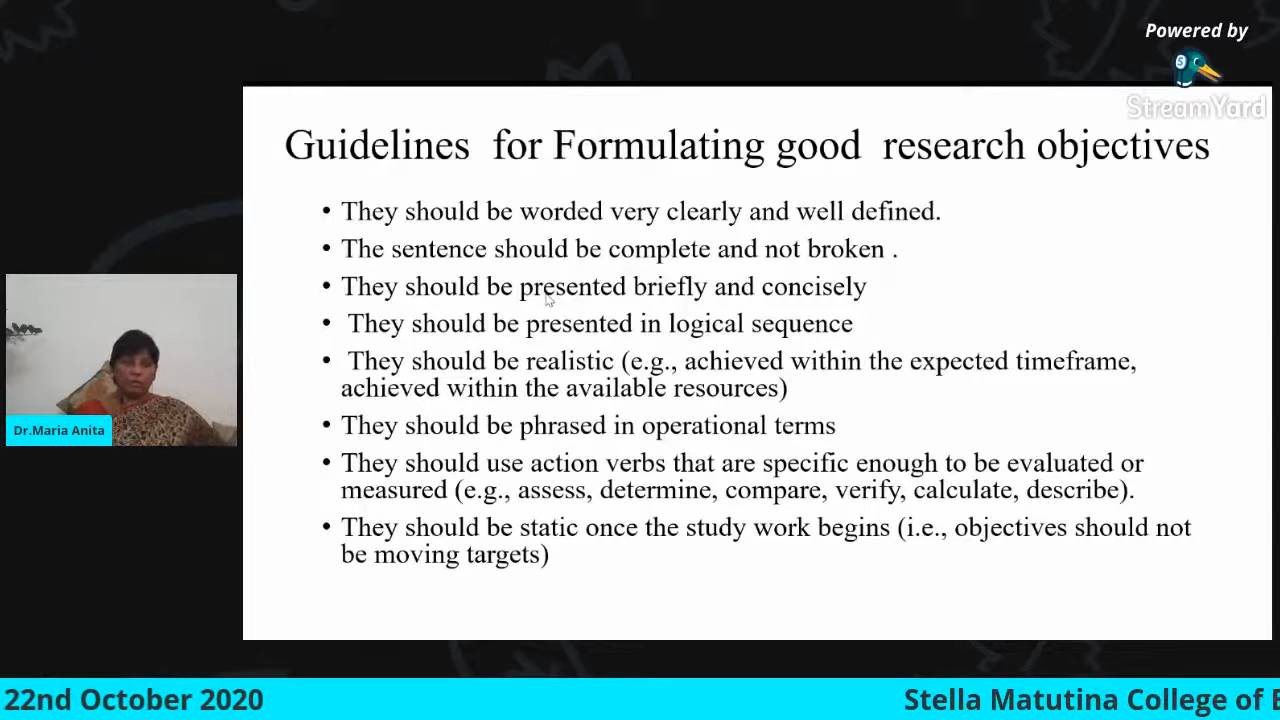 Powered by
StreamYard
Guidelines for Formulating good research objectives
• They should be worded very clearly and well defined.
• The sentence should be complete and not broken .
• They should be presented briefly and concisely
• They should be presented in logical sequence
• They should be realistic (e.g., achieved within the expected timeframe,
achieved within the available resources)
• They should be phrased in operational terms
• They should use action verbs that are specific enough to be evaluated or
measured (e.g., assess, determine, compare, verify, calculate, describe).
• They should be static once the study work begins (i.e., objectives should not
be moving targets)
Dr.Maria Anita
22nd October 2020
Stella Matutina College of E